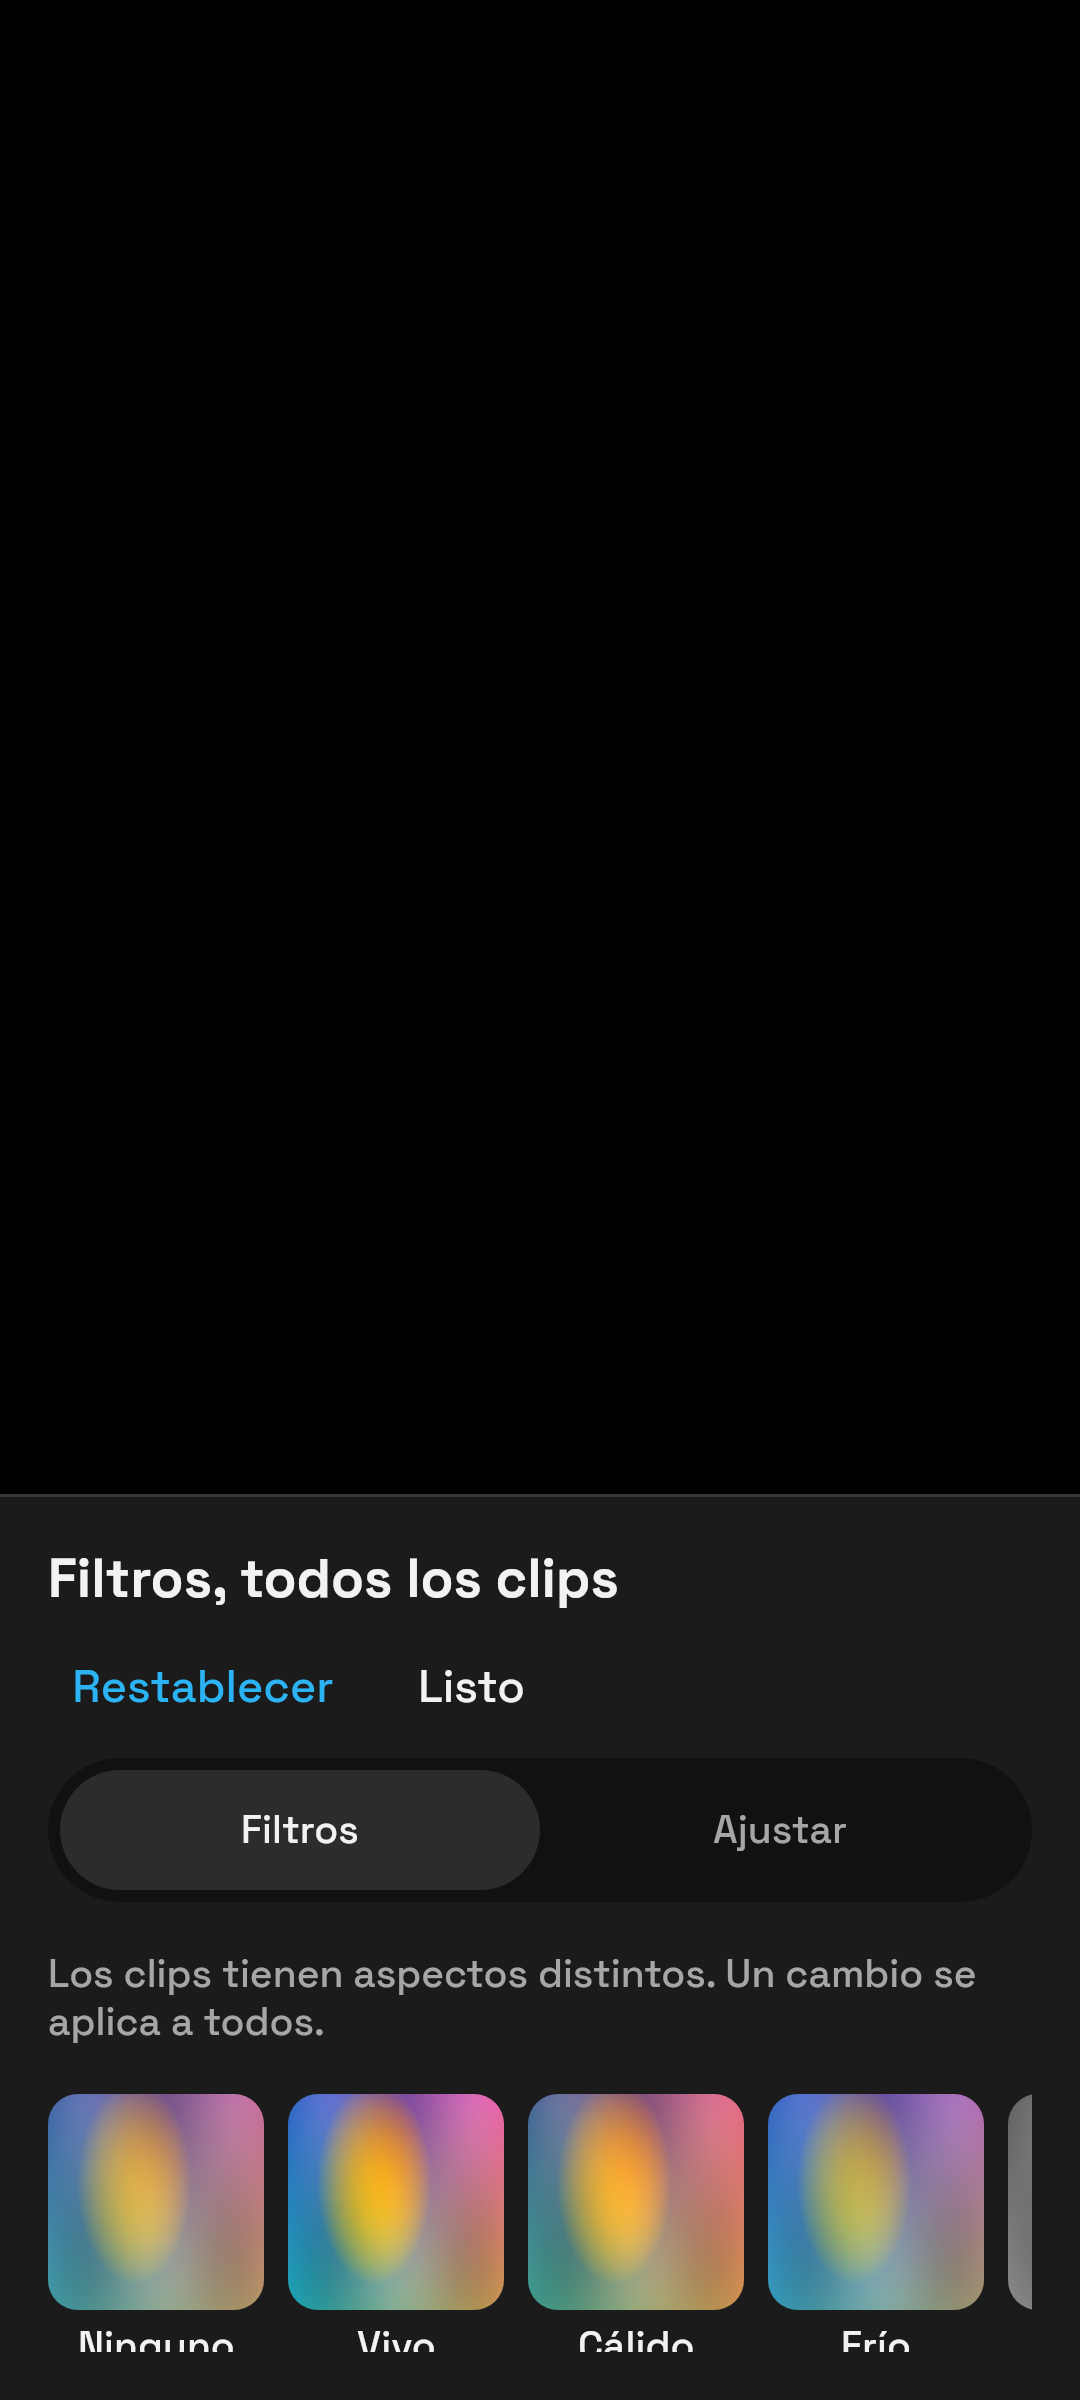 Filtros, todos los clips
Restablecer Listo
Filtros Ajustar
Los clips tienen aspectos distintos. Un cambio se
aplica a todos.
Ninguno Vivo Cálido Frío